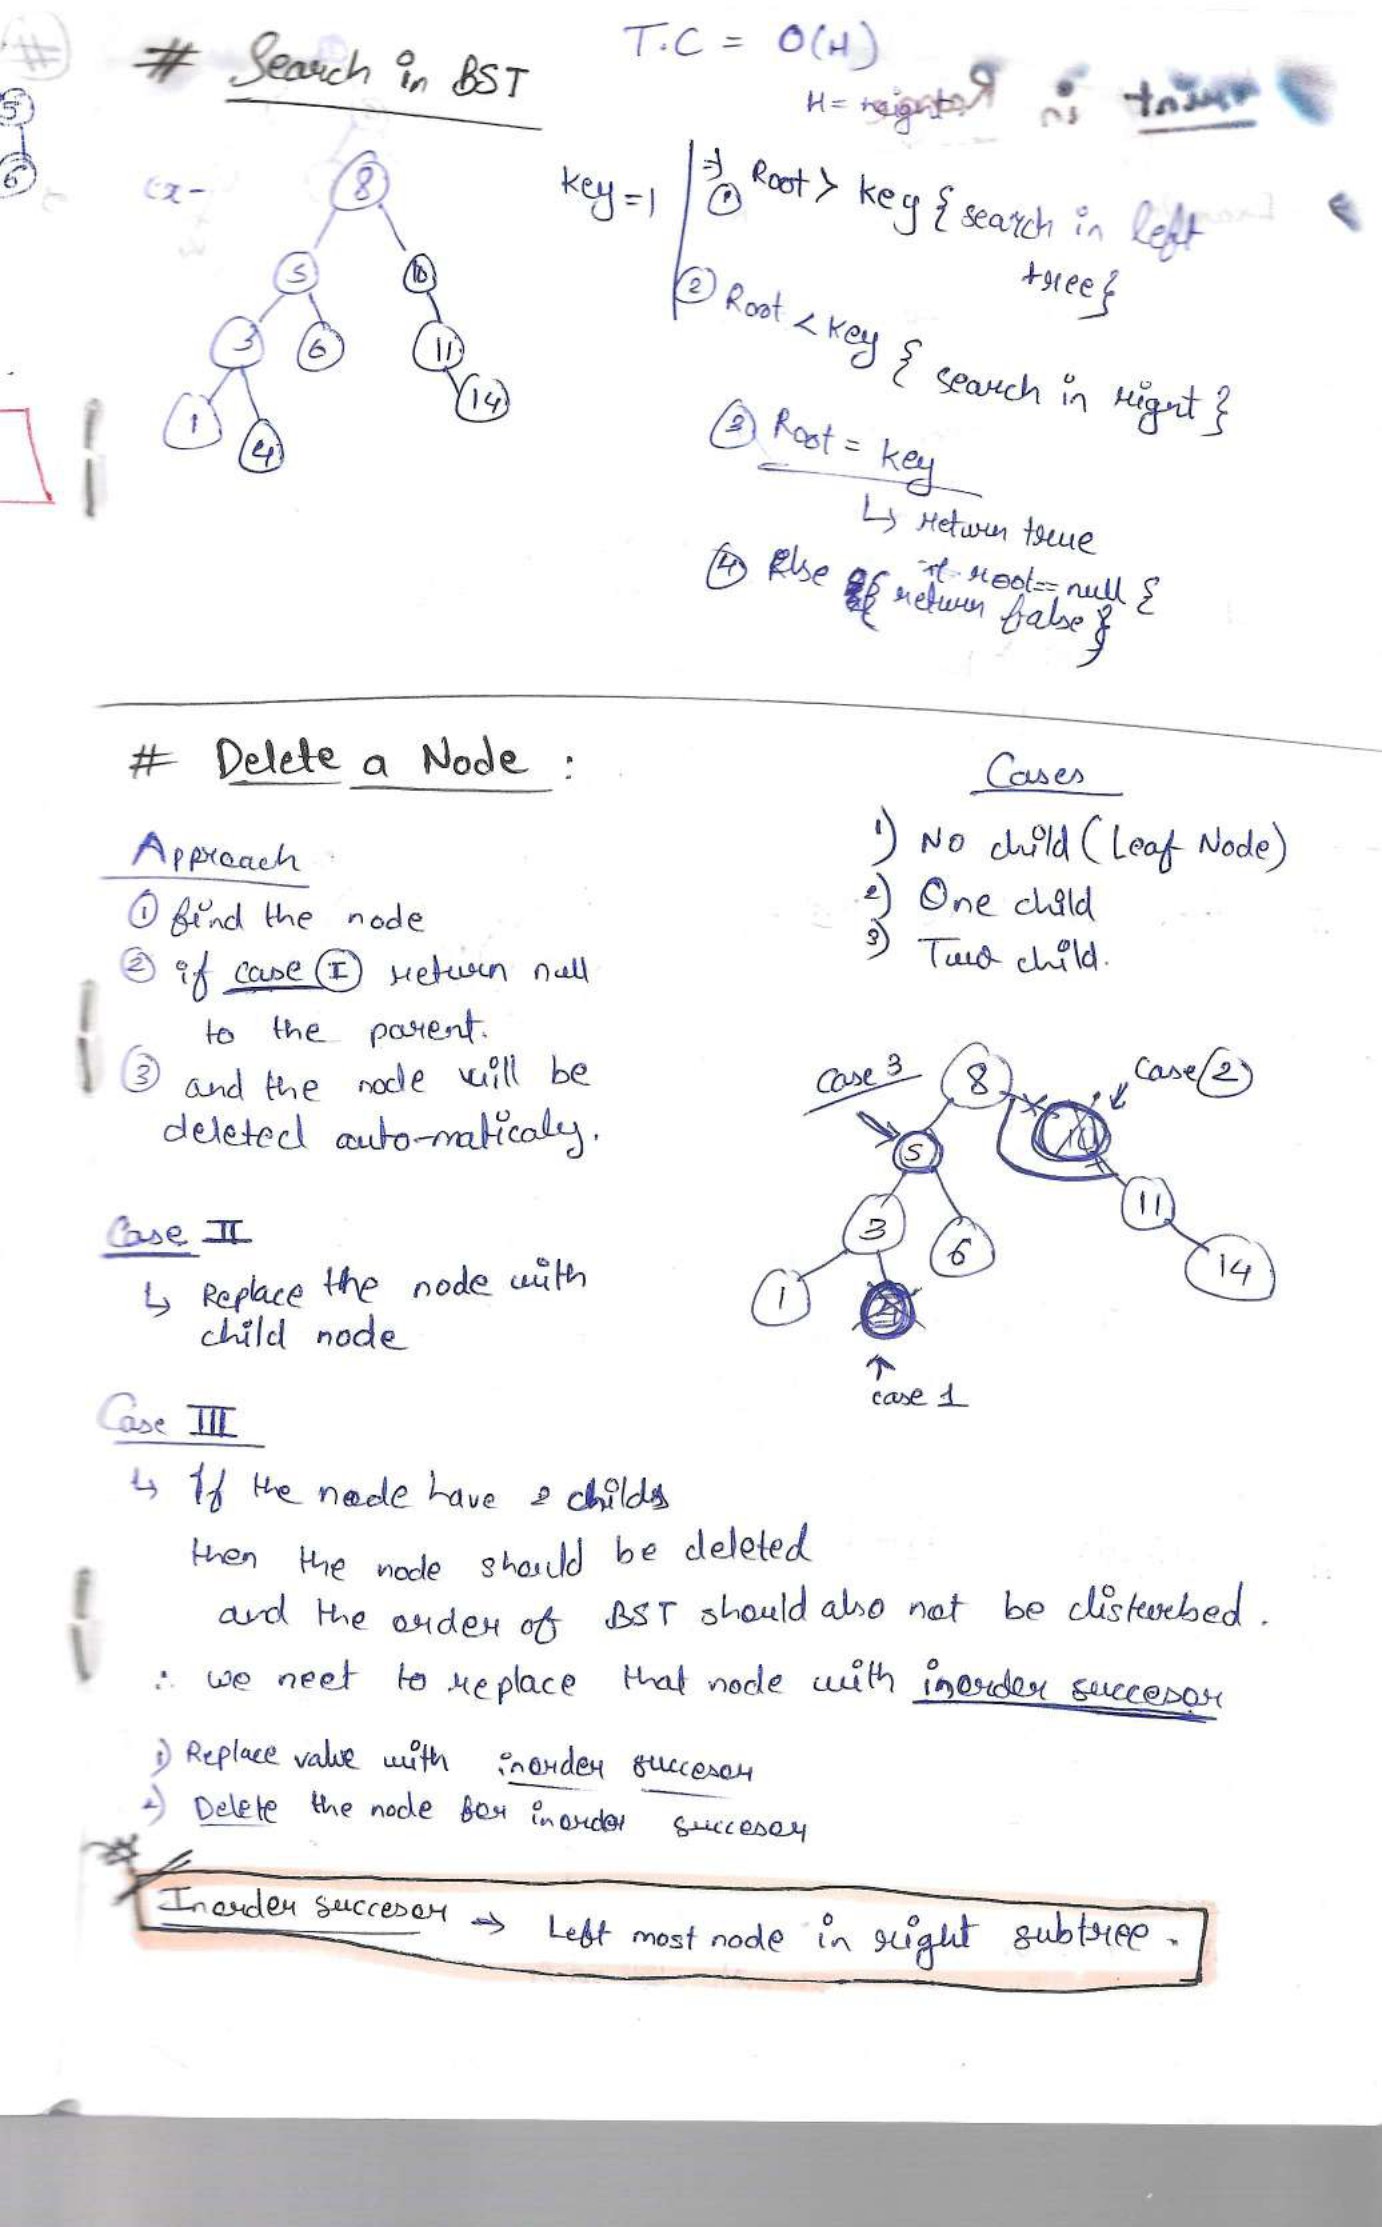 # Search in BST
T.C = O(H)
H = height
Ex-
8
5
10
3
6
11
1
4
14
key=1
⇒ ① Root > key { search in left
tree}
② Root < key { search in right }
③ Root = key
↳ return true
④ Else if root == null {
return false }
# Delete a Node :
Approach
① find the node
② if case Ⓘ return null
to the parent.
③ and the node will be
deleted auto-maticaly.
Cases
1) No child (Leaf Node)
2) One child
3) Two child.
Case 3
8
Case ②
5
10
3
6
11
1
4
14
↑
case 1
Case II
↳ Replace the node with
child node
Case III
↳ If the node have 2 childs
then the node should be deleted
and the order of BST should also not be disturbed.
∴ we neet to replace that node with inorder succesor
1) Replace value with inorder succesor
2) Delete the node for inorder succesor
Inorder succesor → Left most node in right subtree.
5
6